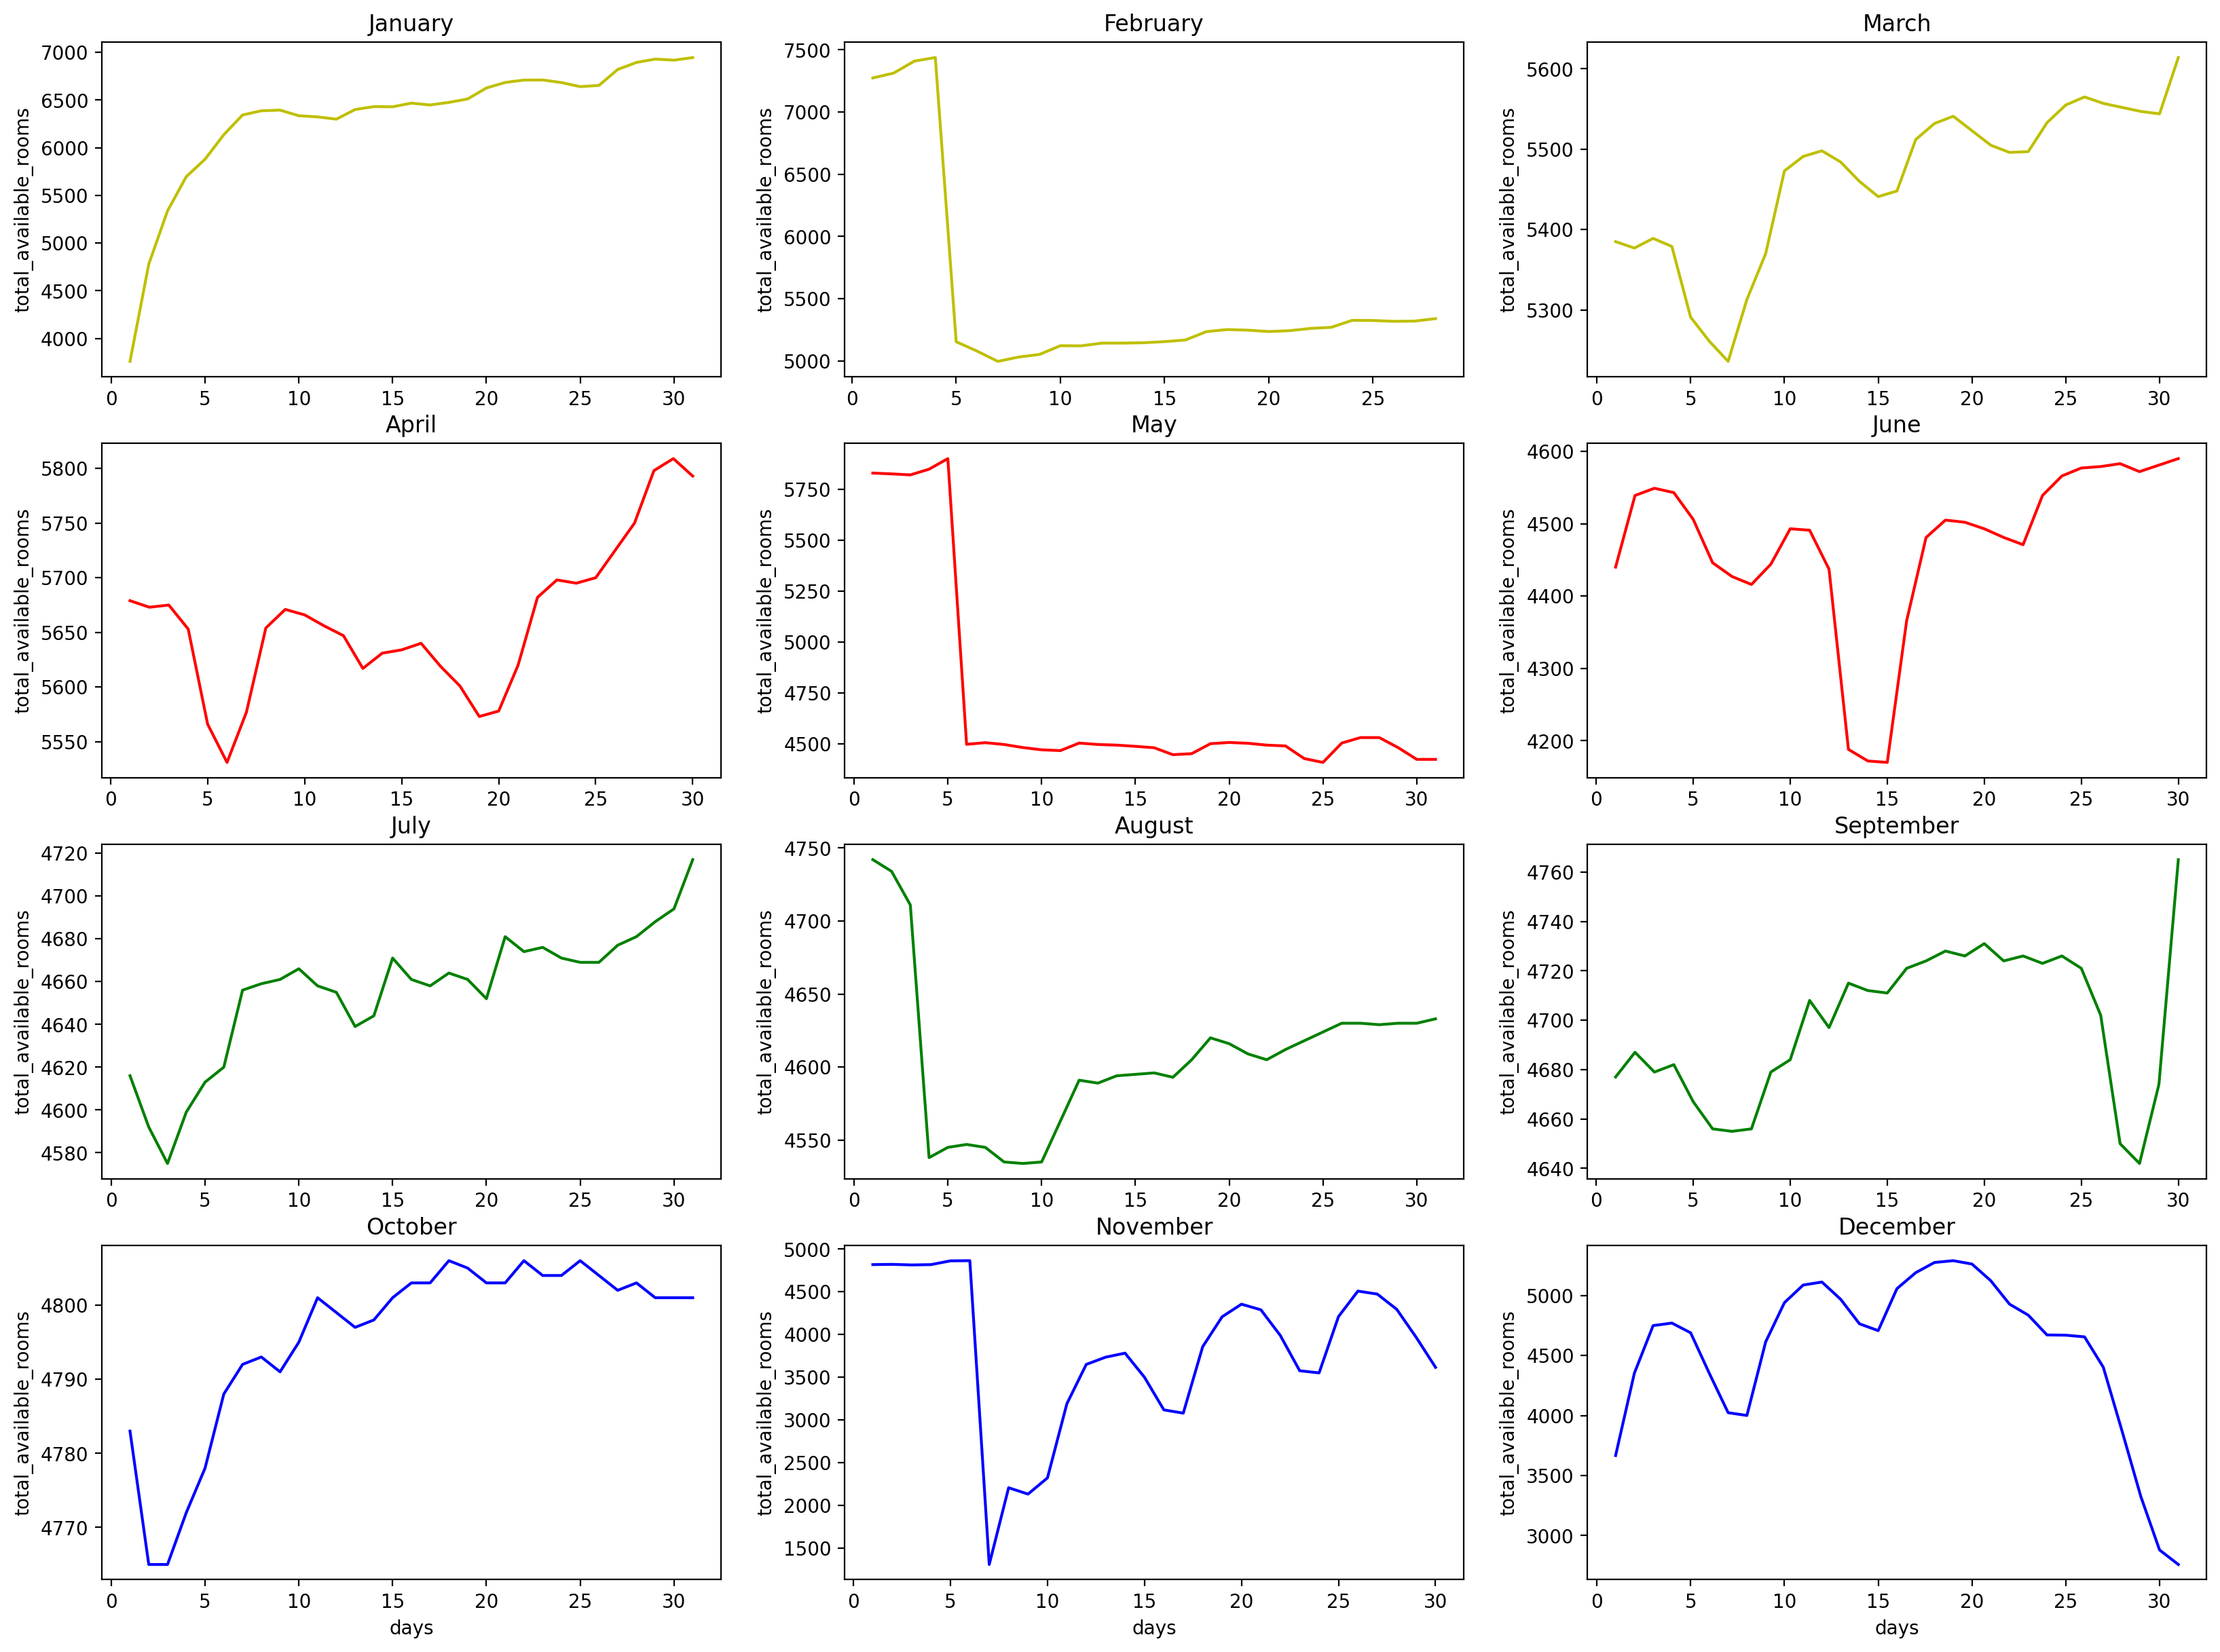 January
total_available_rooms
7000
6500
6000
5500
5000
4500
4000
0 5 10 15 20 25 30
February
total_available_rooms
7500
7000
6500
6000
5500
5000
0 5 10 15 20 25
March
total_available_rooms
5600
5500
5400
5300
0 5 10 15 20 25 30
April
total_available_rooms
5800
5750
5700
5650
5600
5550
0 5 10 15 20 25 30
May
total_available_rooms
5750
5500
5250
5000
4750
4500
0 5 10 15 20 25 30
June
total_available_rooms
4600
4500
4400
4300
4200
0 5 10 15 20 25 30
July
total_available_rooms
4720
4700
4680
4660
4640
4620
4600
4580
0 5 10 15 20 25 30
August
total_available_rooms
4750
4700
4650
4600
4550
0 5 10 15 20 25 30
September
total_available_rooms
4760
4740
4720
4700
4680
4660
4640
0 5 10 15 20 25 30
October
total_available_rooms
4800
4790
4780
4770
0 5 10 15 20 25 30
days
November
total_available_rooms
5000
4500
4000
3500
3000
2500
2000
1500
0 5 10 15 20 25 30
days
December
total_available_rooms
5000
4500
4000
3500
3000
0 5 10 15 20 25 30
days